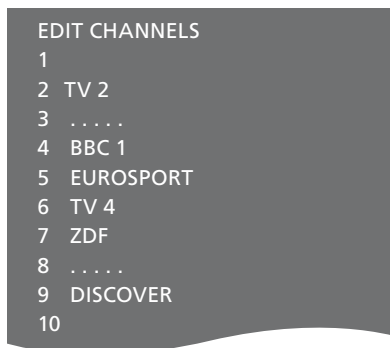 EDIT CHANNELS
1
2 TV 2
3 . . . . .
4 BBC 1
5 EUROSPORT
6 TV 4
7 ZDF
8 . . . . .
9 DISCOVER
10